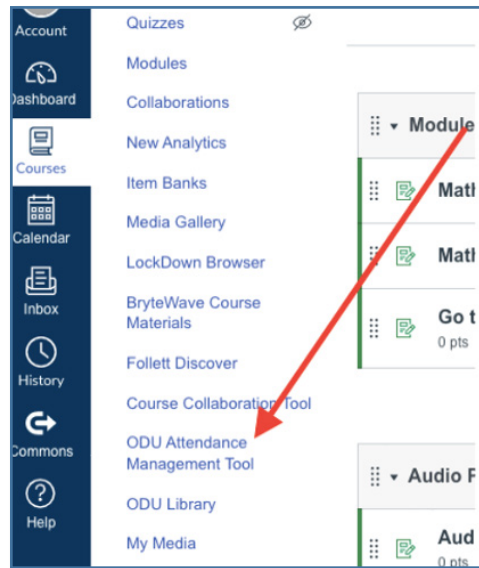 Account
Dashboard
Courses
Calendar
Inbox
History
Commons
Help
Quizzes
Modules
Collaborations
New Analytics
Item Banks
Media Gallery
LockDown Browser
BryteWave Course
Materials
Follett Discover
Course Collaboration Tool
ODU Attendance
Management Tool
ODU Library
My Media
Module
Math
Math
Go t
0 pts
Audio F
Aud
0 pts